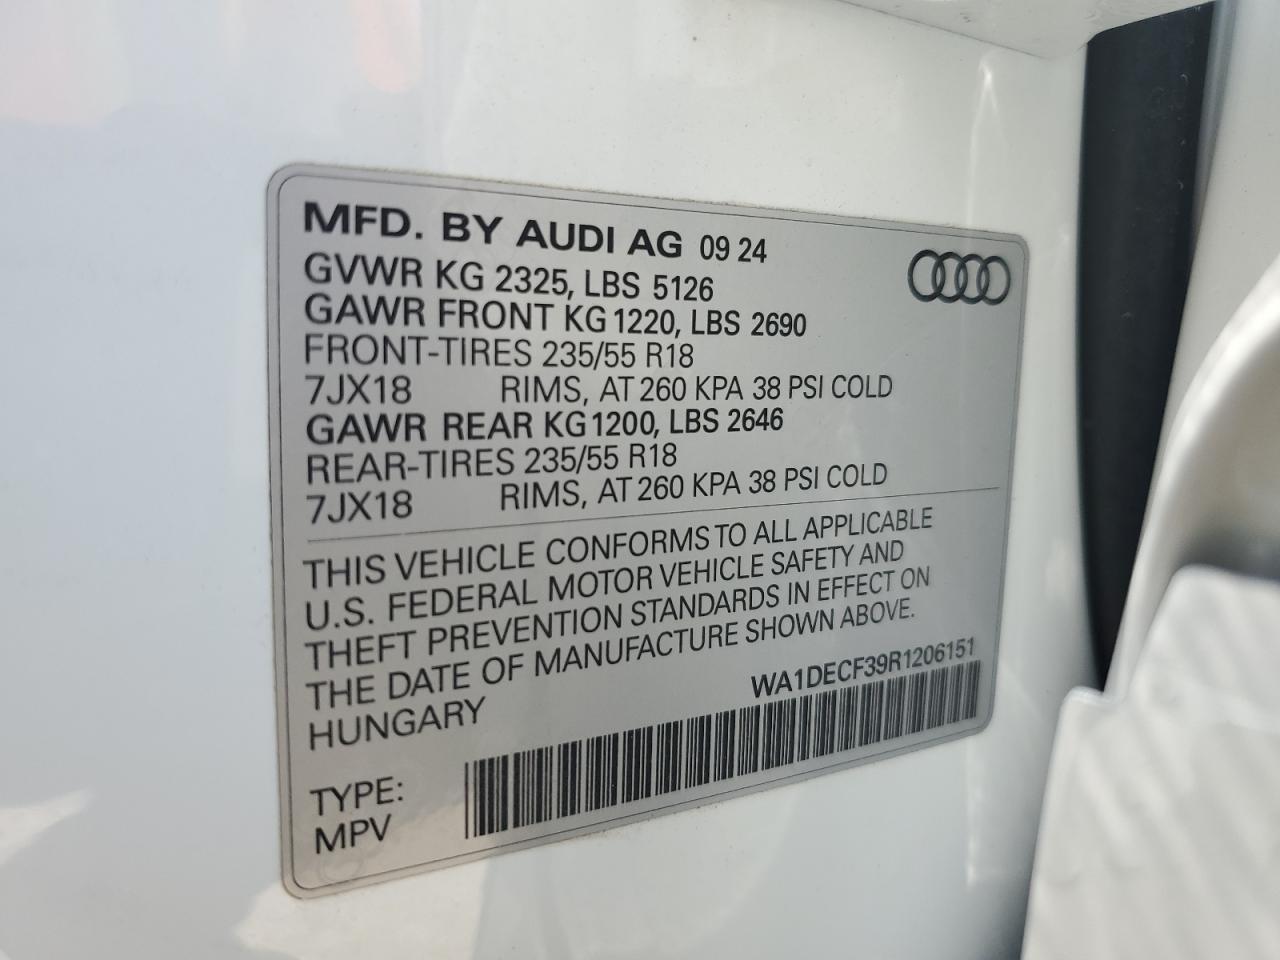 MFD. BY AUDI AG 09 24
GVWR KG 2325, LBS 5126
GAWR FRONT KG 1220, LBS 2690
FRONT-TIRES 235/55 R18
7JX18 RIMS, AT 260 KPA 38 PSI COLD
GAWR REAR KG 1200, LBS 2646
REAR-TIRES 235/55 R18
7JX18 RIMS, AT 260 KPA 38 PSI COLD
THIS VEHICLE CONFORMS TO ALL APPLICABLE
U.S. FEDERAL MOTOR VEHICLE SAFETY AND
THEFT PREVENTION STANDARDS IN EFFECT ON
THE DATE OF MANUFACTURE SHOWN ABOVE.
HUNGARY
WA1DECF39R1206151
TYPE:
MPV